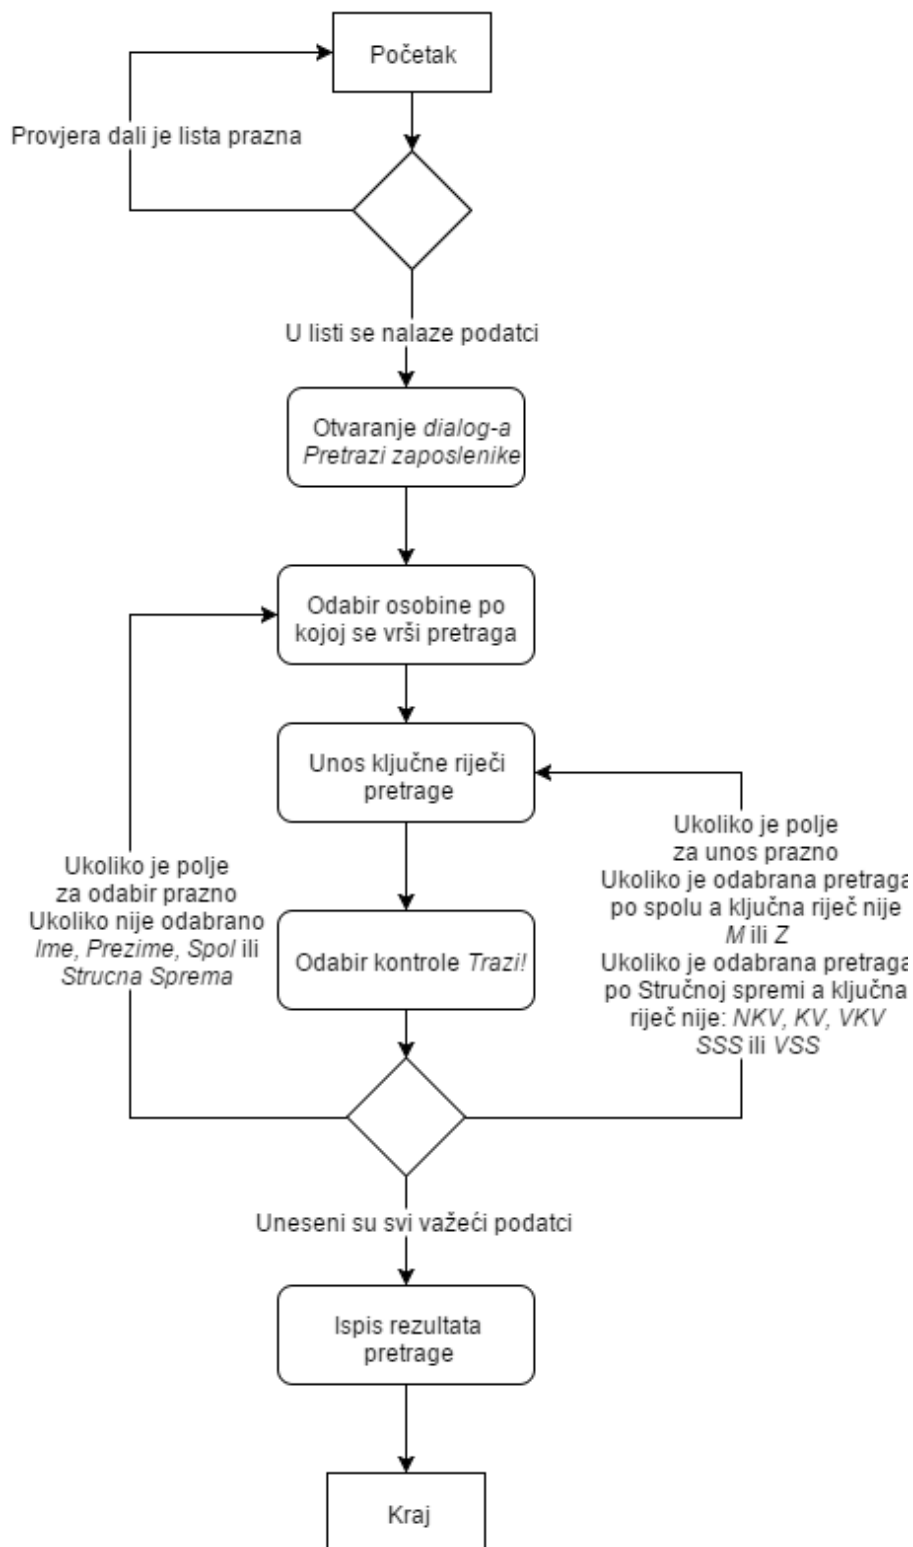 Početak
Provjera dali je lista prazna
U listi se nalaze podatci
Otvaranje dialog-a
Pretrazi zaposlenike
Odabir osobine po
kojoj se vrši pretraga
Unos ključne riječi
pretrage
Ukoliko je polje
za odabir prazno
Ukoliko nije odabrano
Ime, Prezime, Spol ili
Strucna Sprema
Odabir kontrole Trazi!
Ukoliko je polje
za unos prazno
Ukoliko je odabrana pretraga
po spolu a ključna riječ nije
M ili Z
Ukoliko je odabrana pretraga
po Stručnoj spremi a ključna
riječ nije: NKV, KV, VKV
SSS ili VSS
Uneseni su svi važeći podatci
Ispis rezultata
pretrage
Kraj